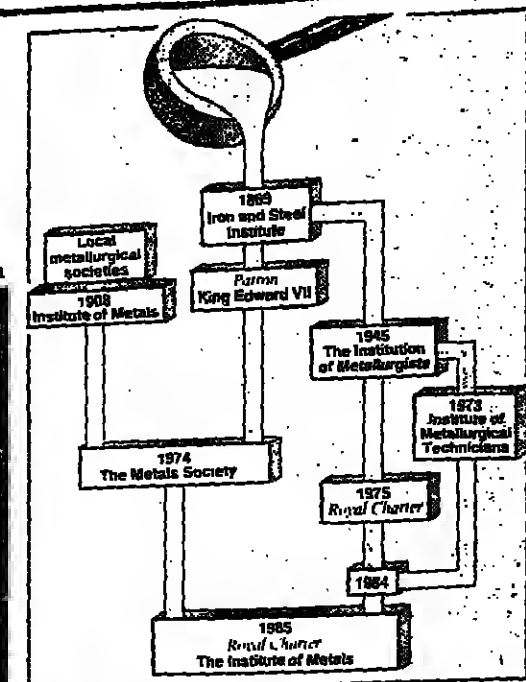 1869
Iron and Steel
Institute
Local
metallurgical
societies
1908
Institute of Metals
Patron
King Edward VII
1945
The Institution
of Metallurgists
1973
Institute of
Metallurgical
Technicians
1974
The Metals Society
1975
Royal Charter
1984
1985
Royal Charter
The Institute of Metals